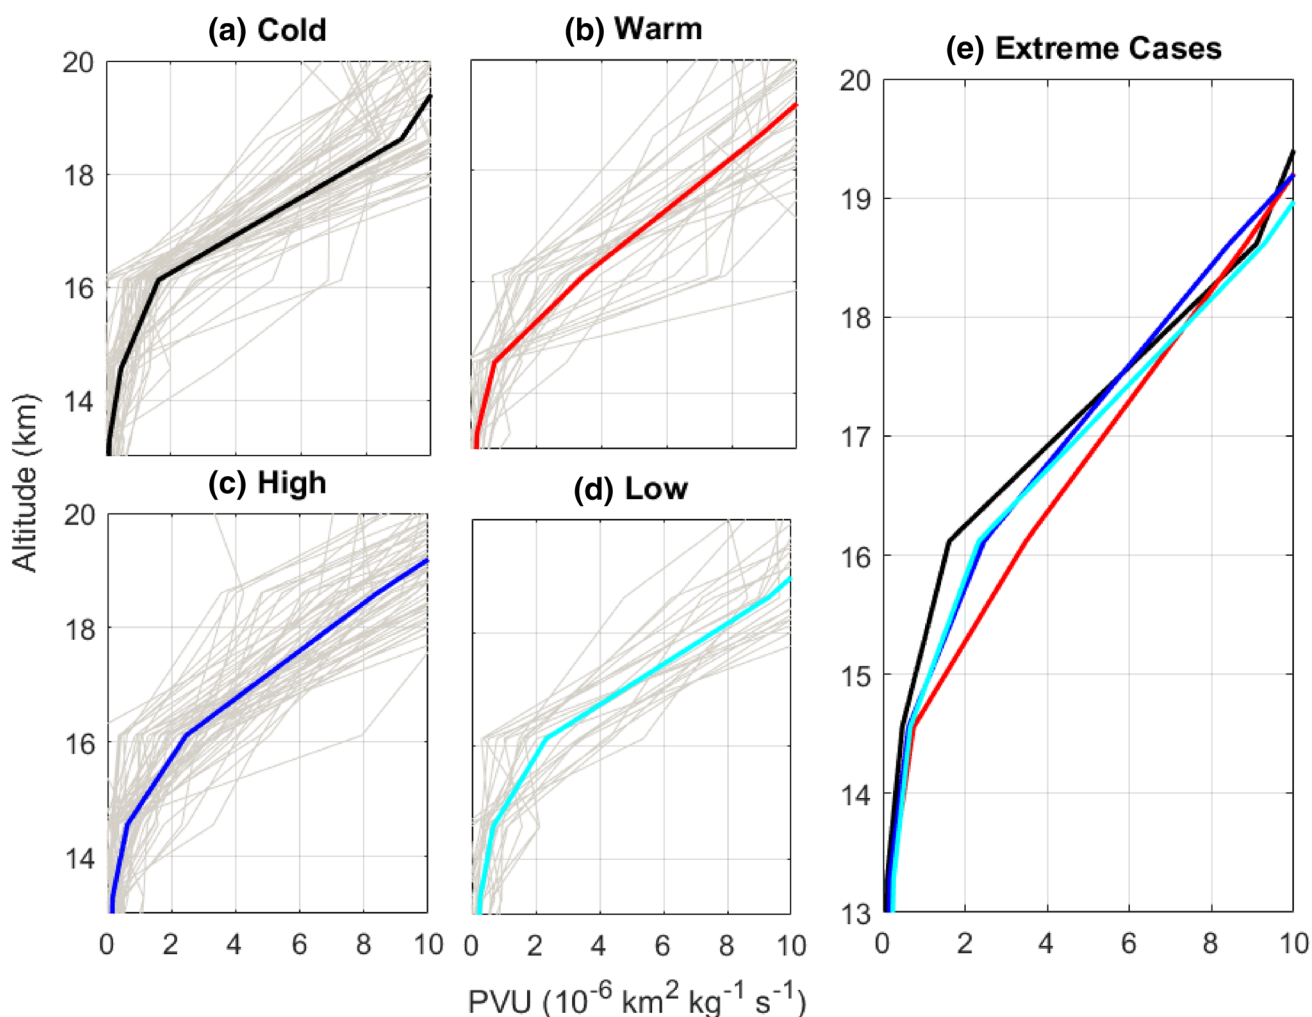 (a) Cold
(b) Warm
(e) Extreme Cases
20
18
16
14
(c) High
(d) Low
20
18
16
14
0 2 4 6 8 10
0 2 4 6 8 10
20
19
18
17
16
15
14
13
0 2 4 6 8 10
Altitude (km)
PVU (10⁻⁶ km² kg⁻¹ s⁻¹)